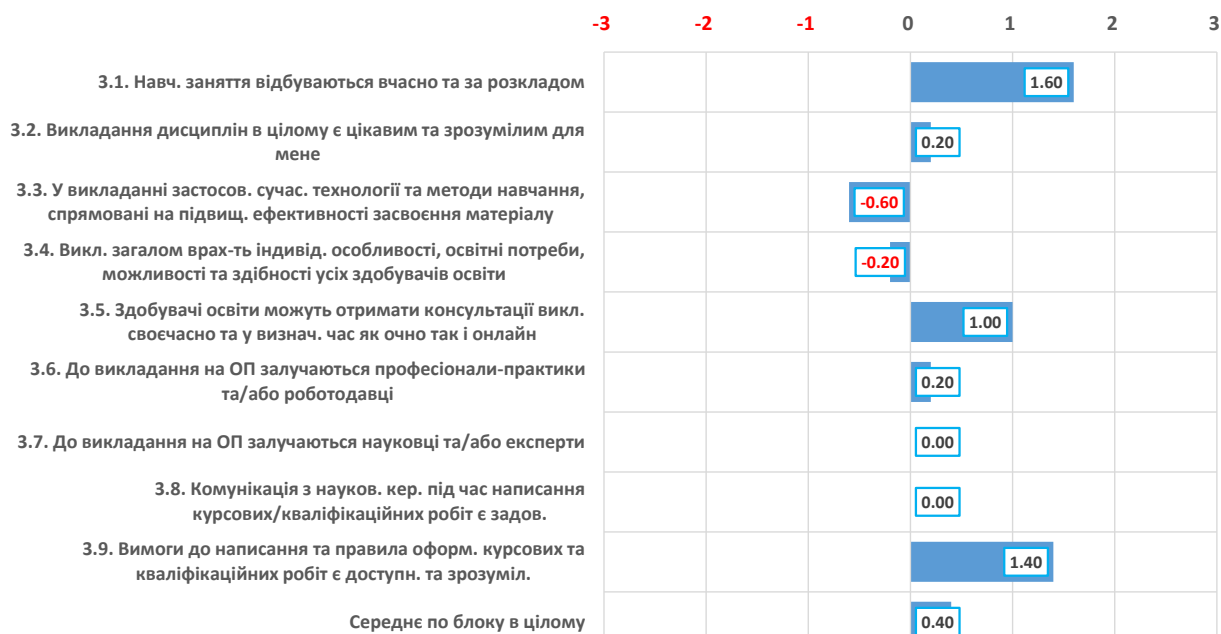 -3 -2 -1 0 1 2 3
3.1. Навч. заняття відбуваються вчасно та за розкладом
1.60
3.2. Викладання дисциплін в цілому є цікавим та зрозумілим для
мене
0.20
3.3. У викладанні застосов. сучас. технології та методи навчання,
спрямовані на підвищ. ефективності засвоєння матеріалу
-0.60
3.4. Викл. загалом врах-ть індивід. особливості, освітні потреби,
можливості та здібності усіх здобувачів освіти
-0.20
3.5. Здобувачі освіти можуть отримати консультації викл.
своєчасно та у визнач. час як очно так і онлайн
1.00
3.6. До викладання на ОП залучаються професіонали-практики
та/або роботодавці
0.20
3.7. До викладання на ОП залучаються науковці та/або експерти
0.00
3.8. Комунікація з науков. кер. під час написання
курсових/кваліфікаційних робіт є задов.
0.00
3.9. Вимоги до написання та правила оформ. курсових та
кваліфікаційних робіт є доступн. та зрозуміл.
1.40
Середнє по блоку в цілому
0.40